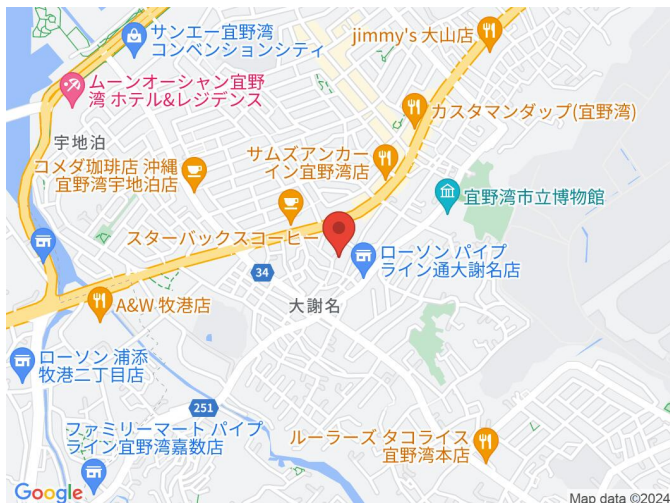 jimmy's 大山店
サンエー宜野湾
コンベンションシティ
ムーンオーシャン宜野
湾 ホテル&レジデンス
カスタマンダップ(宜野湾)
宇地泊
サムズアンカー
イン宜野湾店
コメダ珈琲店 沖縄
宜野湾宇地泊店
宜野湾市立博物館
スターバックスコーヒー
ローソン パイプ
ライン通大謝名店
34
A&W 牧港店
大謝名
ローソン 浦添
牧港二丁目店
251
ファミリーマート パイプ
ライン宜野湾嘉数店
ルーラーズ タコライス
宜野湾本店
Google
Map data ©2024